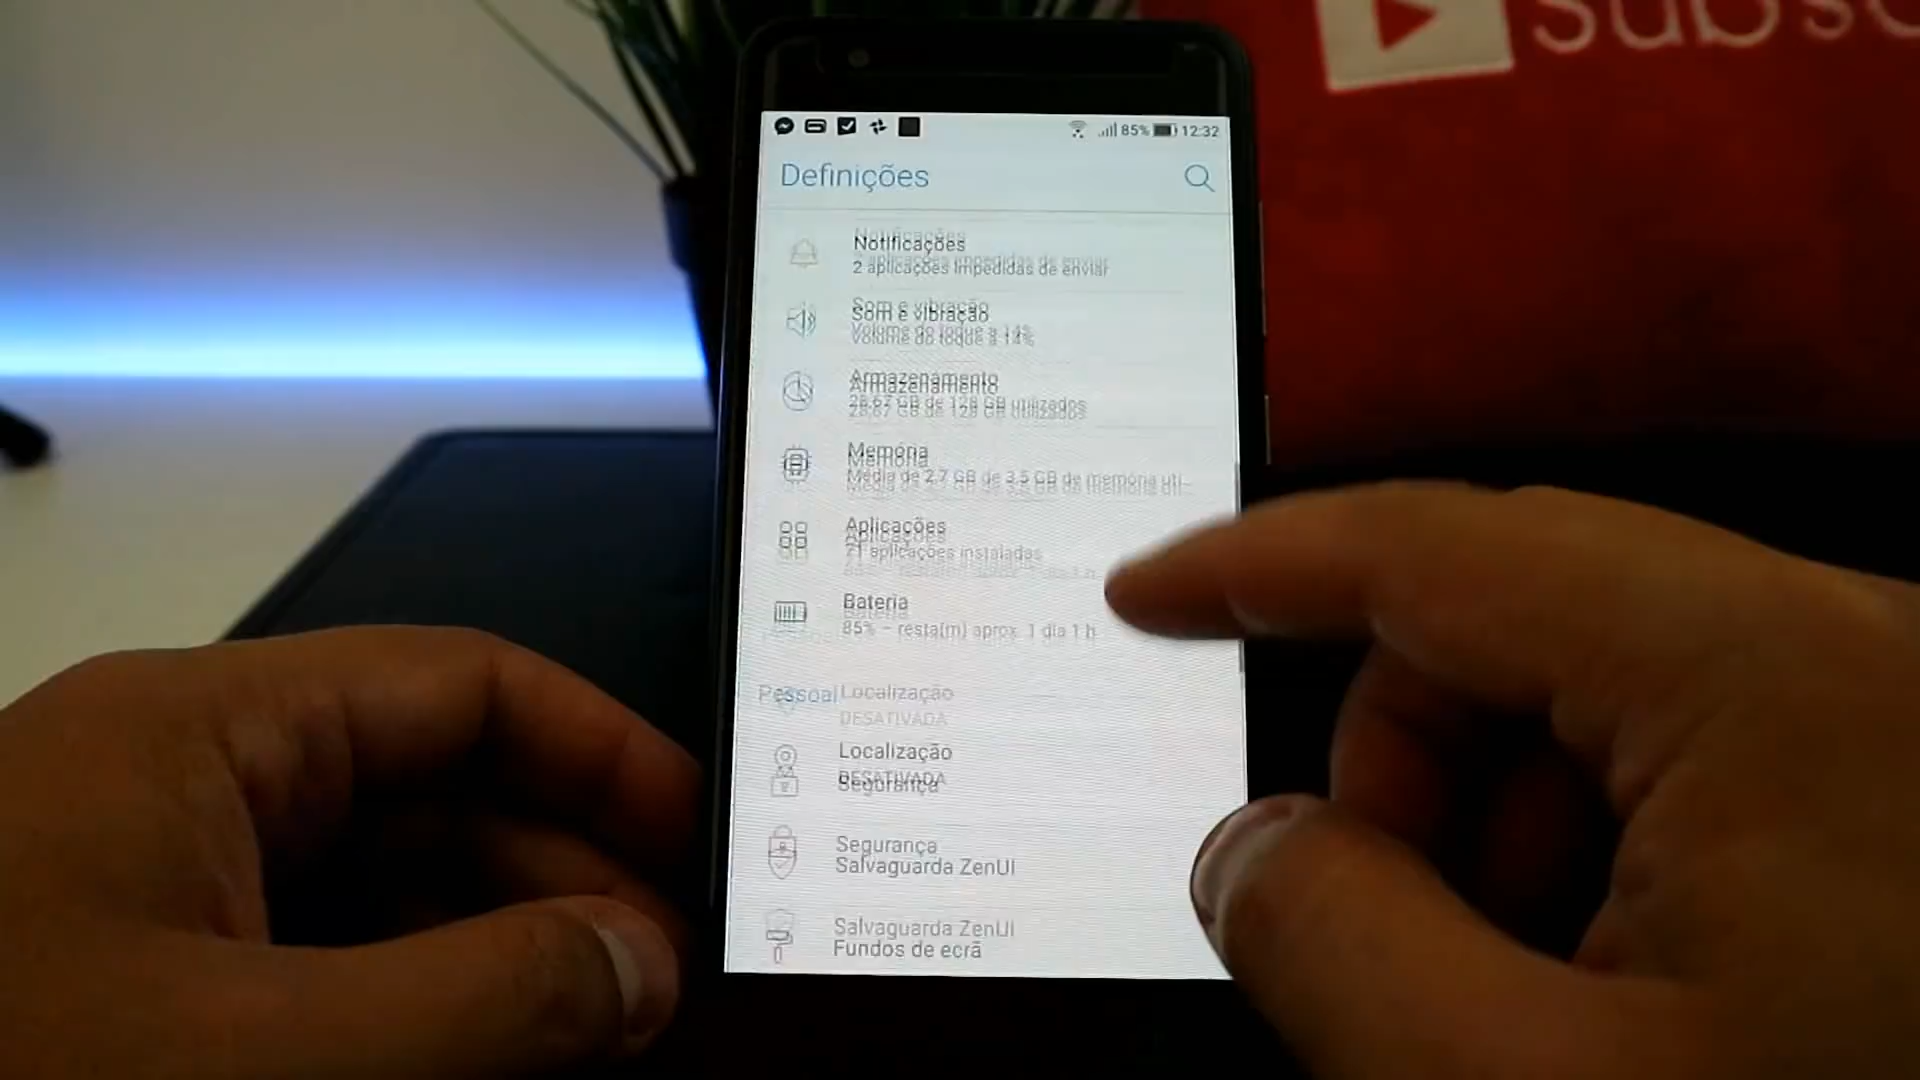 Subsc
85% 12:32
Definições
Notificações
2 aplicações impedidas de enviar
Som e vibração
Volume do toque a 14%
Armazenamento
28,67 GB de 128 GB utilizados
Memória
Média de 2.7 GB de 3.5 GB de memória uti...
Aplicações
71 aplicações instaladas
Bateria
85% – resta(m) aprox. 1 dia 1 h
Pessoal
Localização
DESATIVADA
Localização
DESATIVADA
Segurança
Segurança
Salvaguarda ZenUI
Salvaguarda ZenUI
Fundos de ecrã